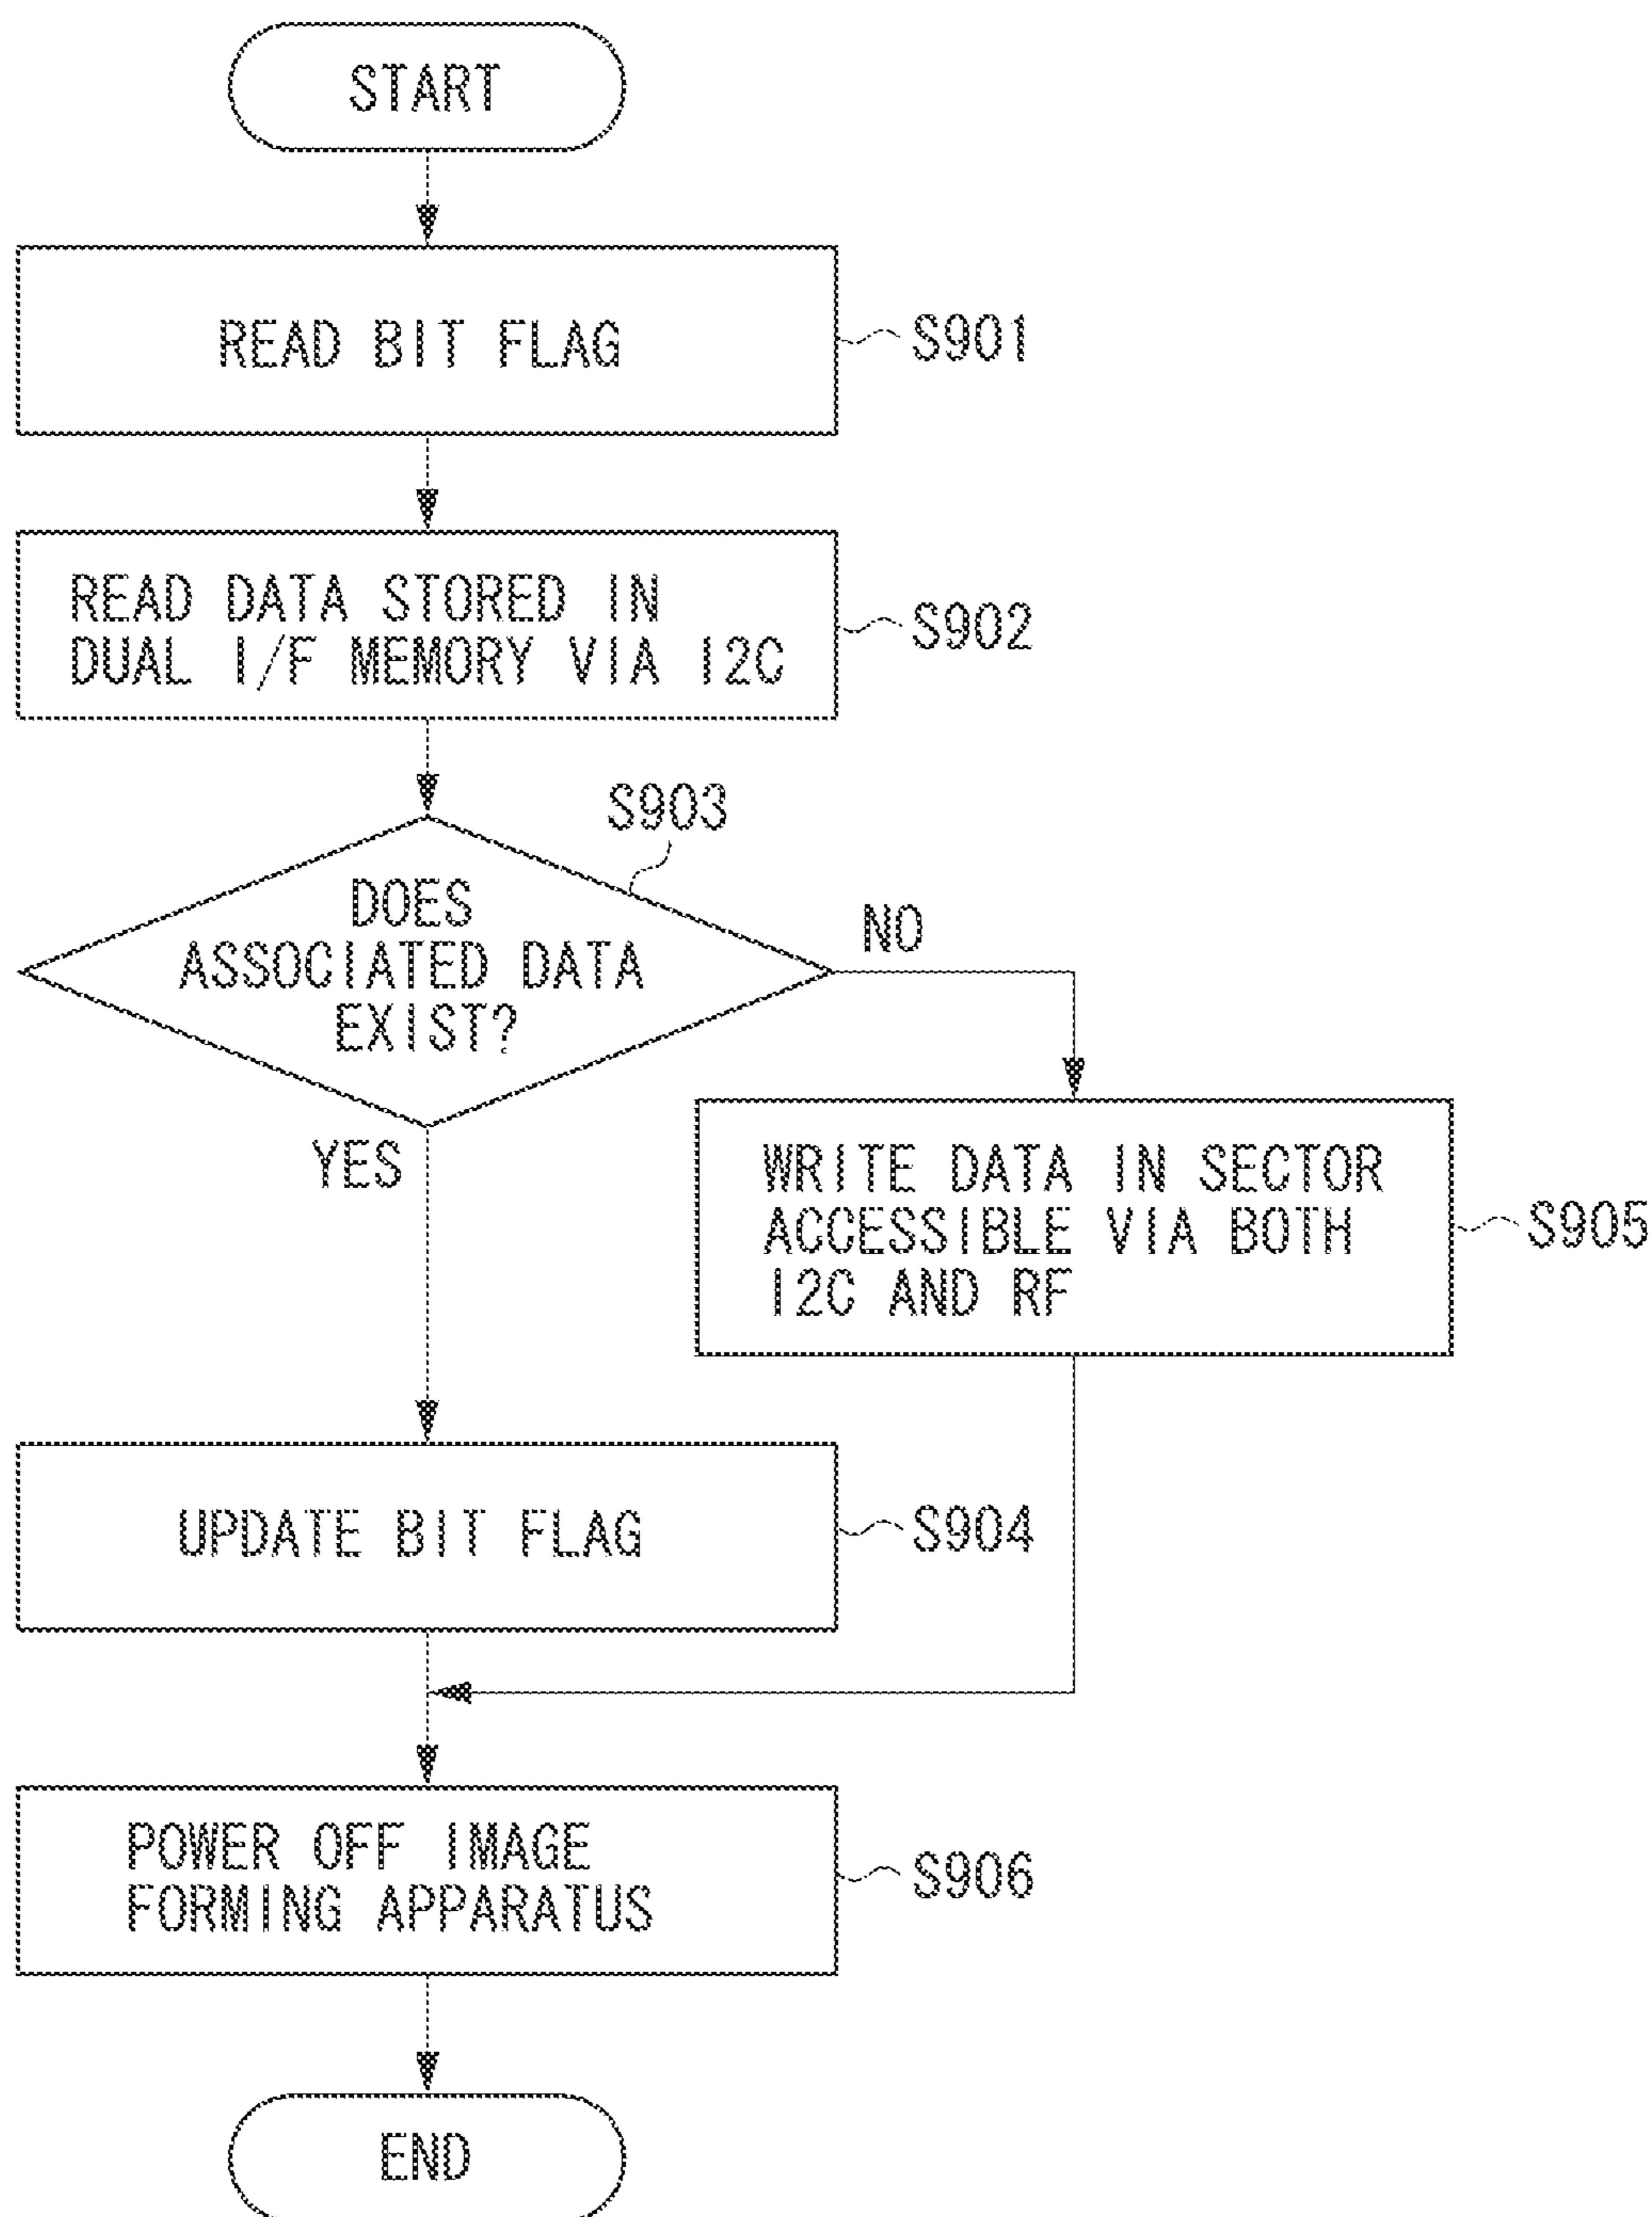 START
READ BIT FLAG
S901
READ DATA STORED IN
DUAL I/F MEMORY VIA I2C
S902
S903
DOES
ASSOCIATED DATA
EXIST?
NO
YES
WRITE DATA IN SECTOR
ACCESSIBLE VIA BOTH
I2C AND RF
S905
UPDATE BIT FLAG
S904
POWER OFF IMAGE
FORMING APPARATUS
S906
END